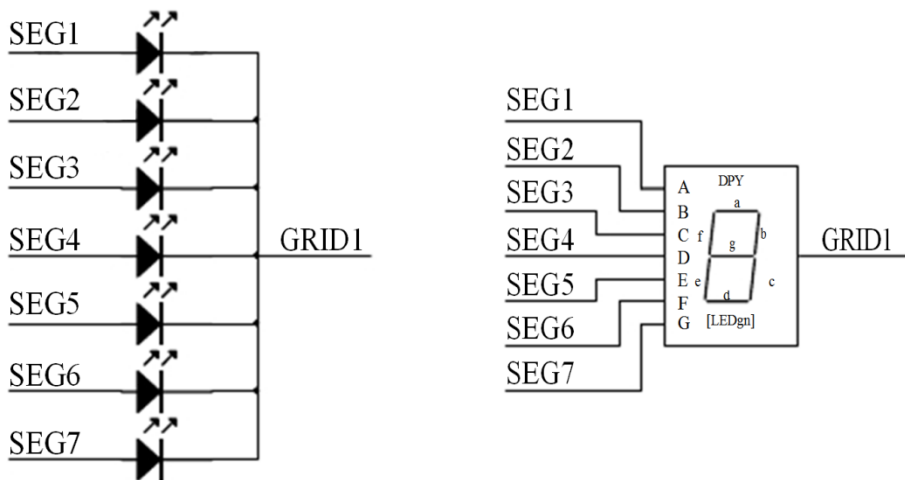 SEG1
SEG2
SEG3
SEG4
SEG5
SEG6
SEG7
GRID1
SEG1
SEG2
SEG3
SEG4
SEG5
SEG6
SEG7
A
B
C
D
E
F
G
DPY
a
f
b
g
e
c
d
[LEDgn]
GRID1